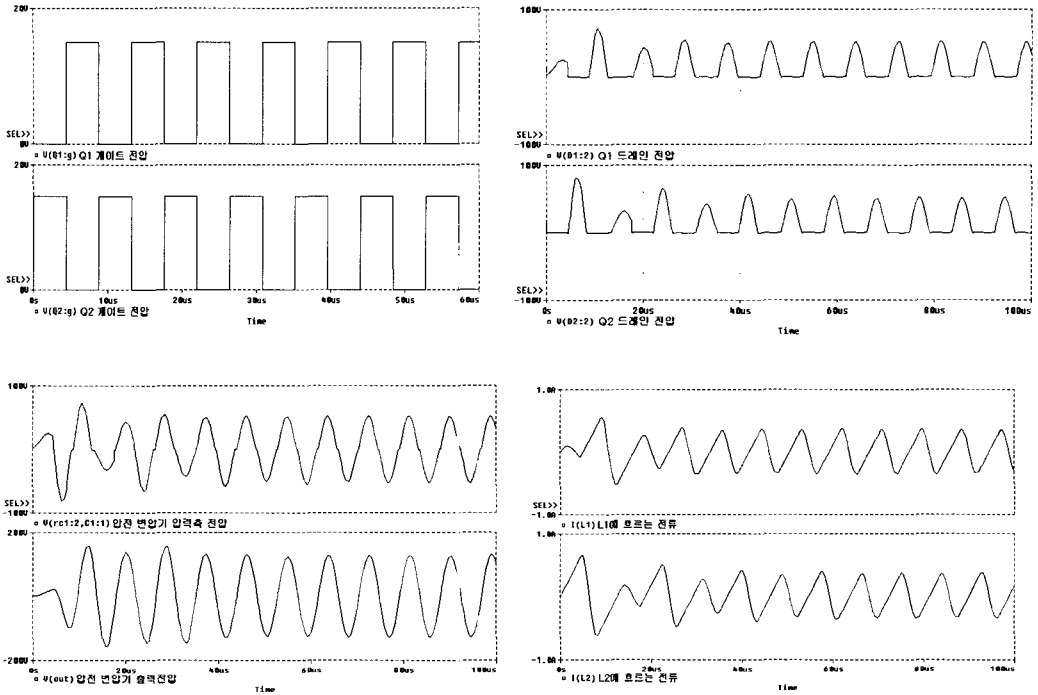 20V
SEL>>
0V
▫ V(Q1:g) Q1 게이트 전압
20V
SEL>>
0V
0s 10us 20us 30us 40us 50us 60us
▫ V(Q2:g) Q2 게이트 전압
Time
100V
SEL>>
-100V
▫ V(D1:2) Q1 드레인 전압
100V
SEL>>
-100V
0s 20us 40us 60us 80us 100us
▫ V(D2:2) Q2 드레인 전압
Time
100V
SEL>>
-100V
▫ V(rc1:2,C1:1) 압전 변압기 입력측 전압
200V
-200V
0s 20us 40us 60us 80us 100us
▫ V(out) 압전 변압기 출력전압
Time
1.0A
SEL>>
-1.0A
▫ I(L1) L1에 흐르는 전류
1.0A
-1.0A
0s 20us 40us 60us 80us 100us
▫ I(L2) L2에 흐르는 전류
Time